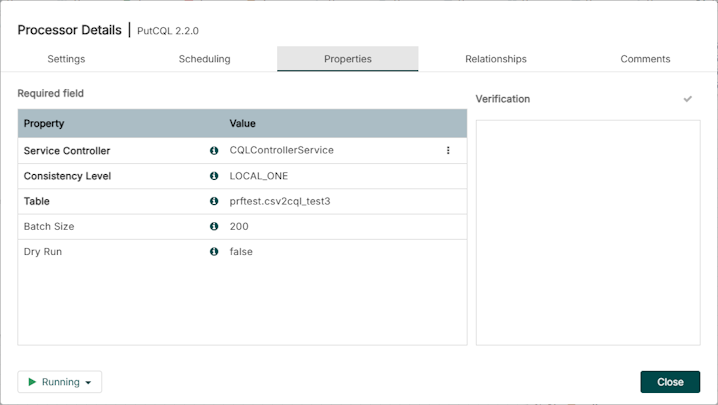 Processor Details | PutCQL 2.2.0
Settings Scheduling Properties Relationships Comments
Required field
Verification
Property Value
Service Controller CQLControllerService
Consistency Level LOCAL_ONE
Table prftest.csv2cql_test3
Batch Size 200
Dry Run false
Running
Close